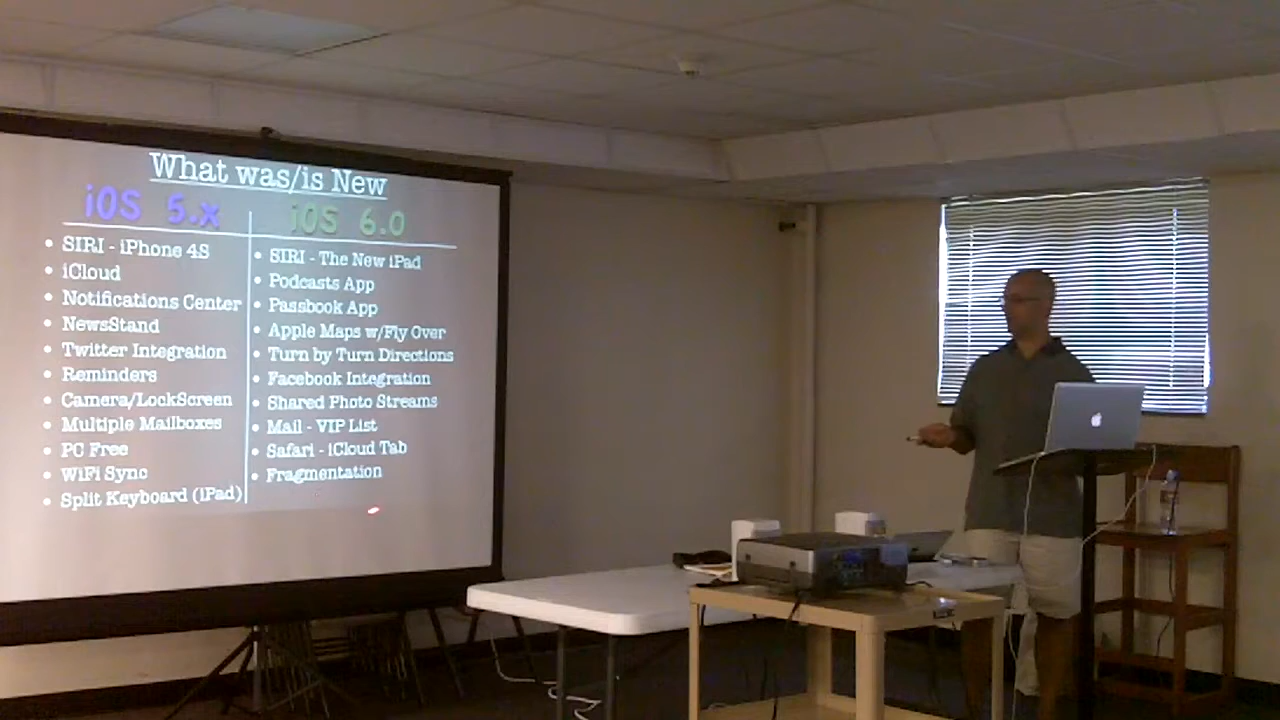 What was/is New
iOS 5.x
• SIRI - iPhone 4S
• iCloud
• Notifications Center
• NewsStand
• Twitter Integration
• Reminders
• Camera/LockScreen
• Multiple Mailboxes
• PC Free
• WiFi Sync
• Split Keyboard (iPad)
iOS 6.0
• SIRI - The New iPad
• Podcasts App
• Passbook App
• Apple Maps w/Fly Over
• Turn by Turn Directions
• Facebook Integration
• Shared Photo Streams
• Mail - VIP List
• Safari - iCloud Tab
• Fragmentation